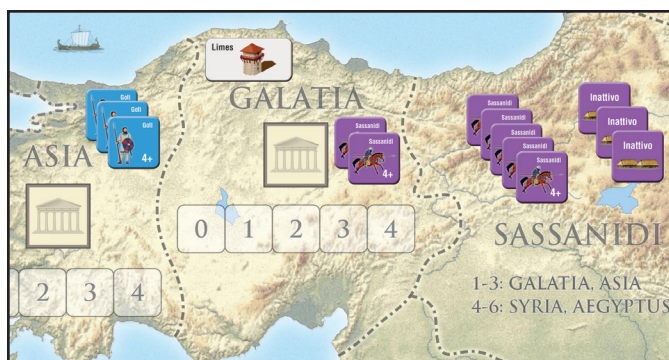 Limes
GALATIA
Goti
Goti
Goti
4+
ASIA
Sassanidi
Sassanidi
4+
Sassanidi
Sassanidi
Sassanidi
Sassanidi
Sassanidi
4+
Inattivo
Inattivo
Inattivo
0 1 2 3 4
2 3 4
SASSANIDI
1-3: GALATIA, ASIA
4-6: SYRIA, AEGYPTUS